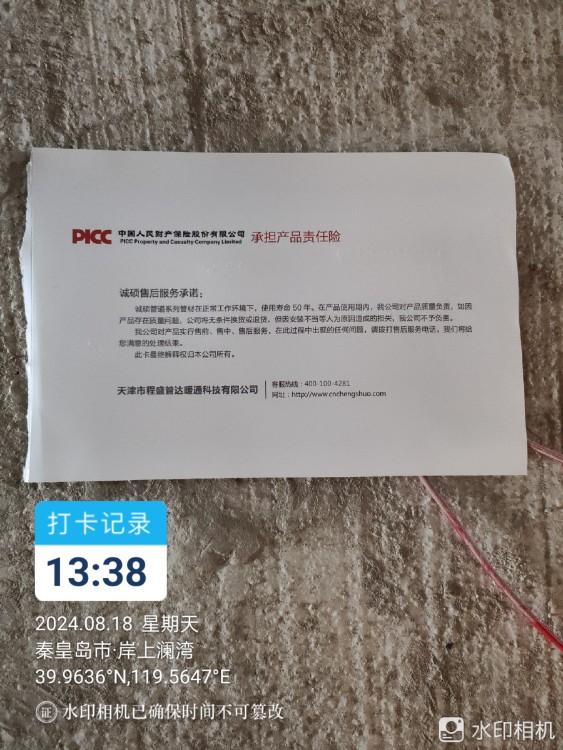 PICC 中国人民财产保险股份有限公司 承担产品责任险
PICC Property and Casualty Company Limited
诚硕售后服务承诺：
诚硕管道系列管材在正常工作环境下，使用寿命50年。在产品使用期内，我公司对产品质量负责，如因
产品存在质量问题，公司将无条件换货或退货，但因安装不当等人为原因造成的损失，我公司不予负责。
我公司对产品实行售前、售中、售后服务，在此过程中出现的任何问题，请拨打售后服务电话，我们将给
您满意的处理结果。
此卡最终解释权归本公司所有。
天津市程盛普达暖通科技有限公司
客服热线：400-100-4281
网址：http://www.cnchengshuo.com
打卡记录
13:38
2024.08.18 星期天
秦皇岛市·岸上澜湾
39.9636°N,119.5647°E
证 水印相机已确保时间不可篡改
水印相机